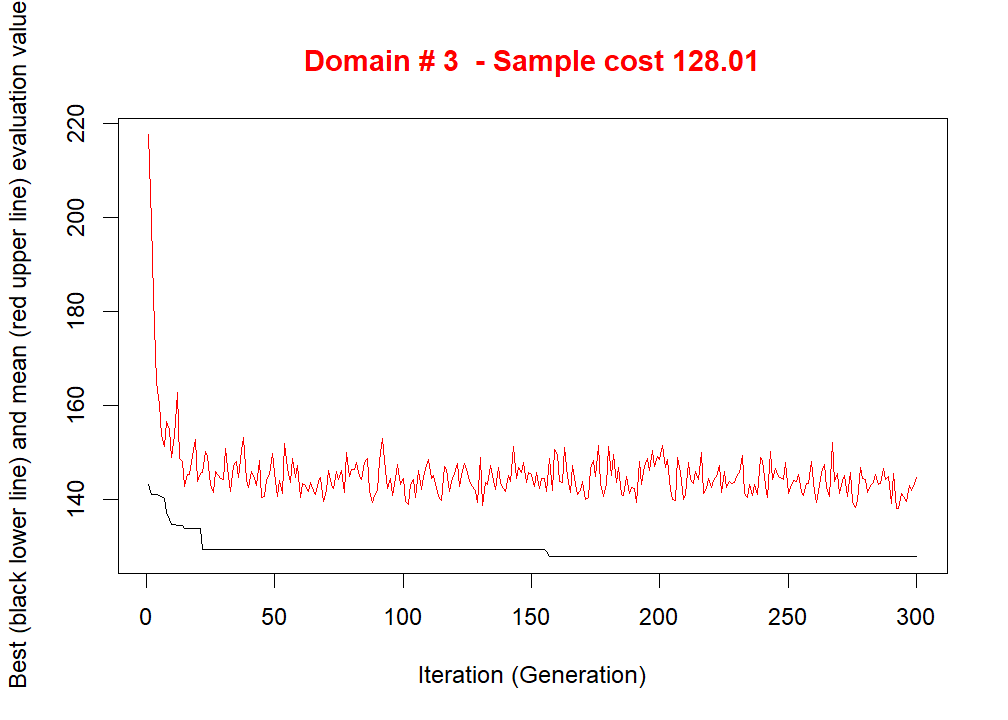 Domain # 3  - Sample cost 128.01
Best (black lower line) and mean (red upper line) evaluation value
220
200
180
160
140
0 50 100 150 200 250 300
Iteration (Generation)